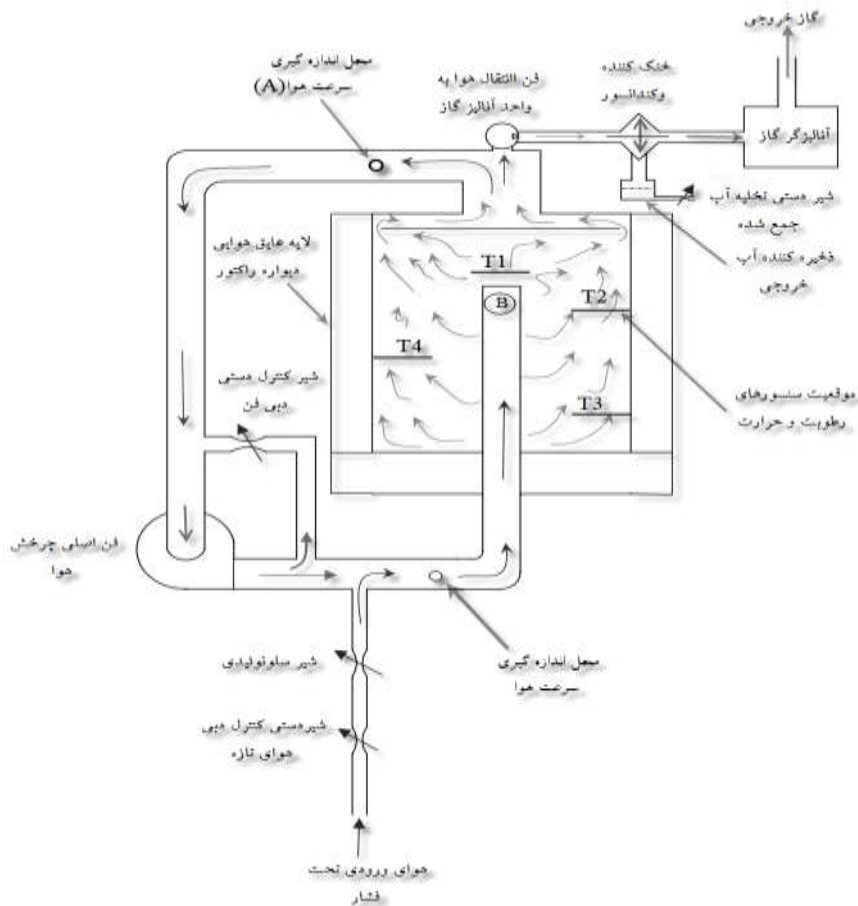 گاز خروجی
محل اندازه گیری
سرعت هوا(A)
فن اانتقال هوا به
واحد آنالیز گاز
خنک کننده
وکندانسور
آنالیزگر گاز
شیر دستی تخلیه آب
جمع شده
ذخیره کننده آب
خروجی
لایه عایق هوایی
دیواره راکتور
T1
B
T2
T4
T3
شیر کنترل دستی
دبی فن
موقعیت سنسورهای
رطوبت و حرارت
فن اصلی چرخش
هوا
محل اندازه گیری
سرعت هوا
شیر سلونوئیدی
شیردستی کنترل دبی
هوای تازه
هوای ورودی تحت
فشار